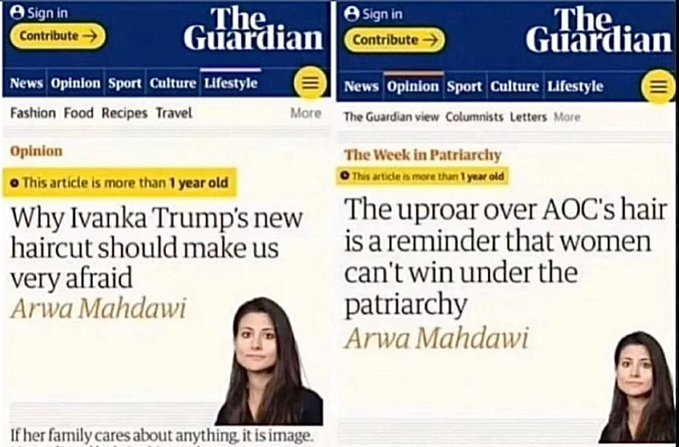 Sign in
Contribute →
The Guardian
News Opinion Sport Culture Lifestyle
Fashion Food Recipes Travel More
Opinion
This article is more than 1 year old
Why Ivanka Trump's new
haircut should make us
very afraid
Arwa Mahdawi
If her family cares about anything, it is image.
Sign in
Contribute →
The Guardian
News Opinion Sport Culture Lifestyle
The Guardian view Columnists Letters More
The Week in Patriarchy
This article is more than 1 year old
The uproar over AOC's hair
is a reminder that women
can't win under the
patriarchy
Arwa Mahdawi